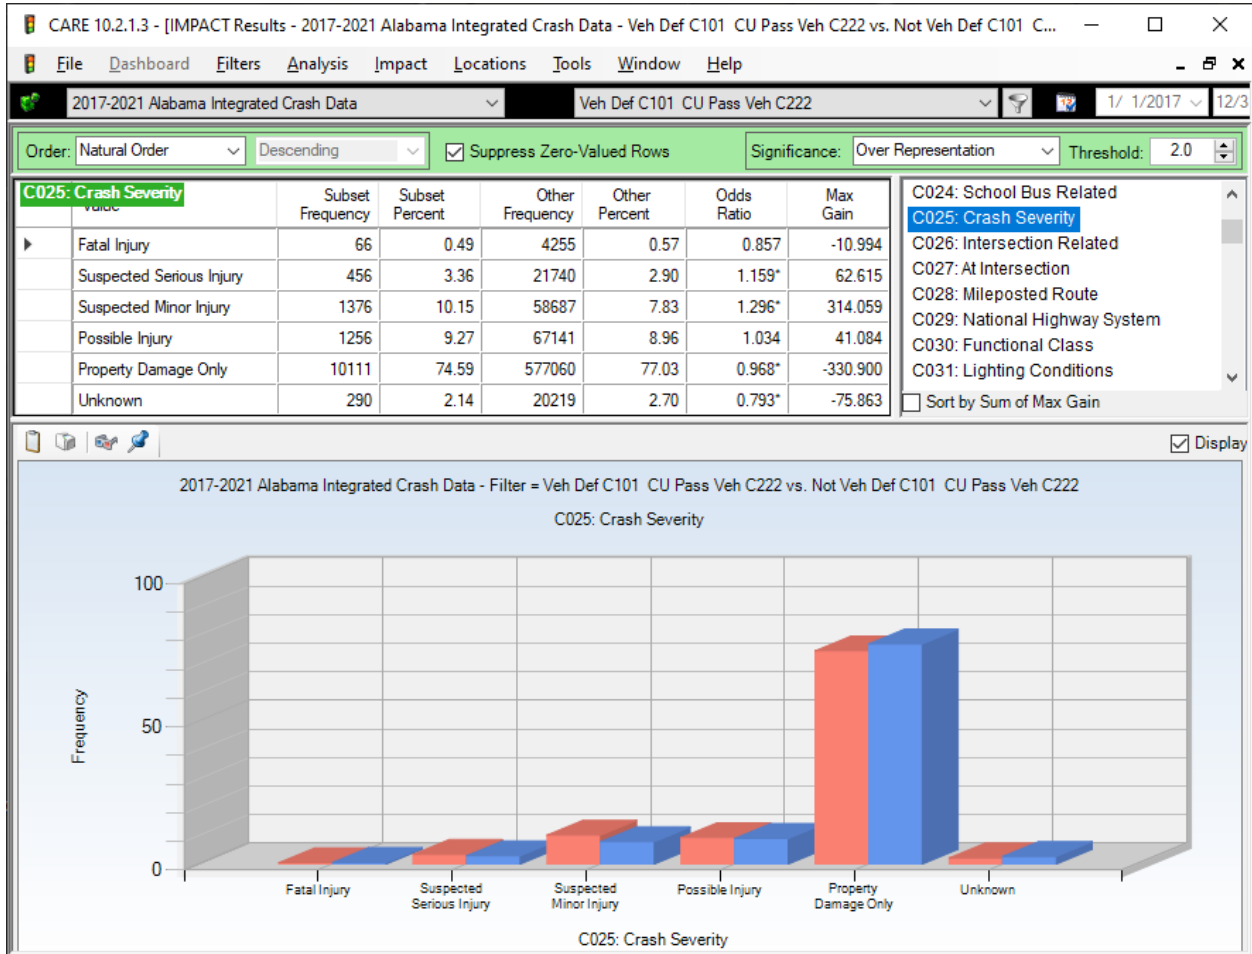 CARE 10.2.1.3 - [IMPACT Results - 2017-2021 Alabama Integrated Crash Data - Veh Def C101  CU Pass Veh C222 vs. Not Veh Def C101  C...
File Dashboard Filters Analysis Impact Locations Tools Window Help
2017-2021 Alabama Integrated Crash Data Veh Def C101  CU Pass Veh C222 1/ 1/2017 12/3
Order: Natural Order Descending Suppress Zero-Valued Rows Significance: Over Representation Threshold: 2.0
C025: Crash Severity Subset Frequency Subset Percent Other Frequency Other Percent Odds Ratio Max Gain
Fatal Injury 66 0.49 4255 0.57 0.857 -10.994
Suspected Serious Injury 456 3.36 21740 2.90 1.159* 62.615
Suspected Minor Injury 1376 10.15 58687 7.83 1.296* 314.059
Possible Injury 1256 9.27 67141 8.96 1.034 41.084
Property Damage Only 10111 74.59 577060 77.03 0.968* -330.900
Unknown 290 2.14 20219 2.70 0.793* -75.863
C024: School Bus Related
C025: Crash Severity
C026: Intersection Related
C027: At Intersection
C028: Mileposted Route
C029: National Highway System
C030: Functional Class
C031: Lighting Conditions
Sort by Sum of Max Gain
Display
2017-2021 Alabama Integrated Crash Data - Filter = Veh Def C101  CU Pass Veh C222 vs. Not Veh Def C101  CU Pass Veh C222
C025: Crash Severity
100
50
0
Frequency
Fatal Injury
Suspected Serious Injury
Suspected Minor Injury
Possible Injury
Property Damage Only
Unknown
C025: Crash Severity